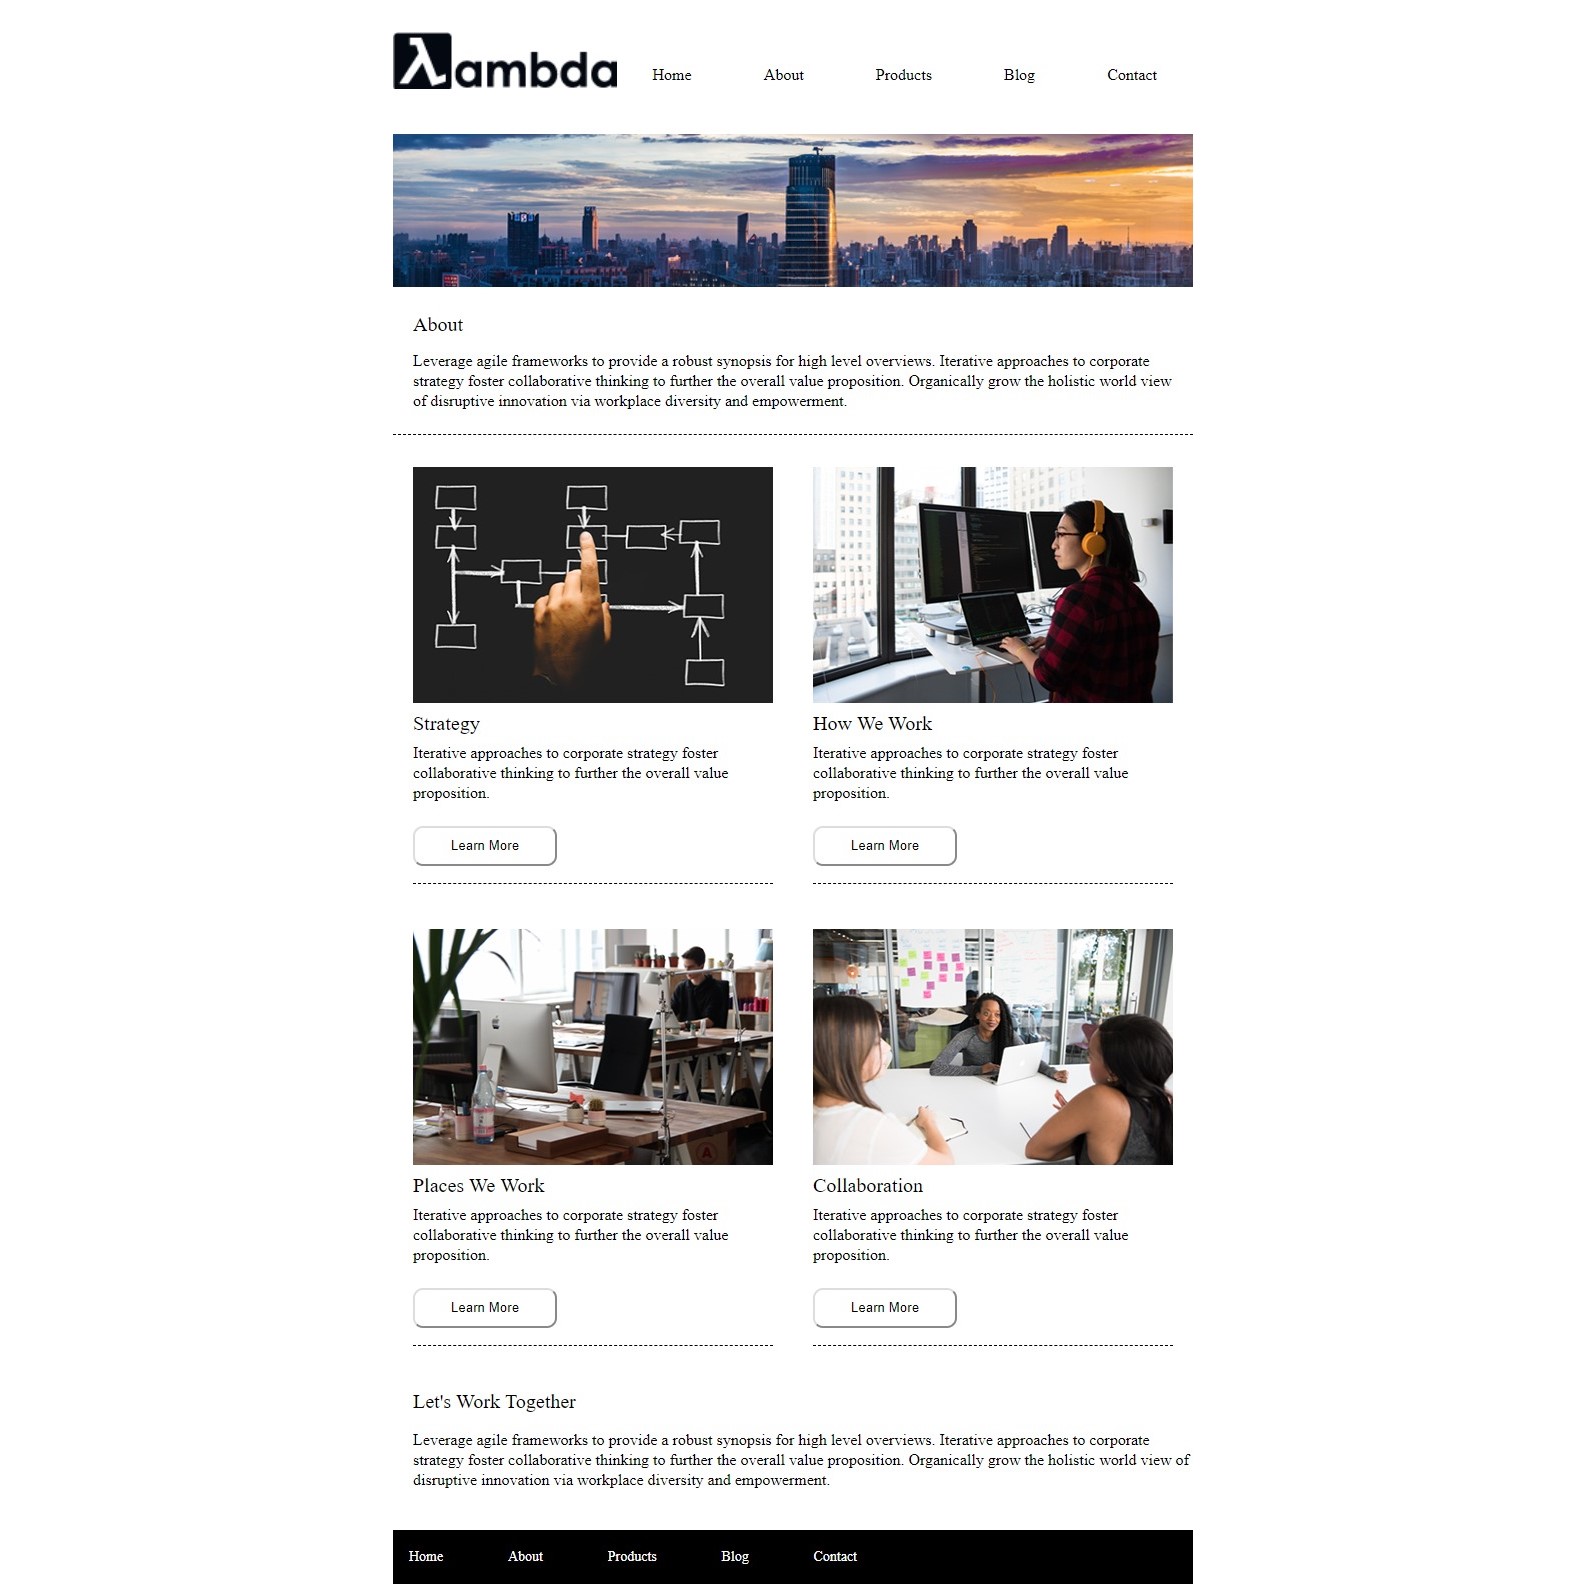 λambda
Home About Products Blog Contact
About
Leverage agile frameworks to provide a robust synopsis for high level overviews. Iterative approaches to corporate
strategy foster collaborative thinking to further the overall value proposition. Organically grow the holistic world view
of disruptive innovation via workplace diversity and empowerment.
Strategy
Iterative approaches to corporate strategy foster
collaborative thinking to further the overall value
proposition.
Learn More
How We Work
Iterative approaches to corporate strategy foster
collaborative thinking to further the overall value
proposition.
Learn More
Places We Work
Iterative approaches to corporate strategy foster
collaborative thinking to further the overall value
proposition.
Learn More
Collaboration
Iterative approaches to corporate strategy foster
collaborative thinking to further the overall value
proposition.
Learn More
Let's Work Together
Leverage agile frameworks to provide a robust synopsis for high level overviews. Iterative approaches to corporate
strategy foster collaborative thinking to further the overall value proposition. Organically grow the holistic world view of
disruptive innovation via workplace diversity and empowerment.
Home About Products Blog Contact